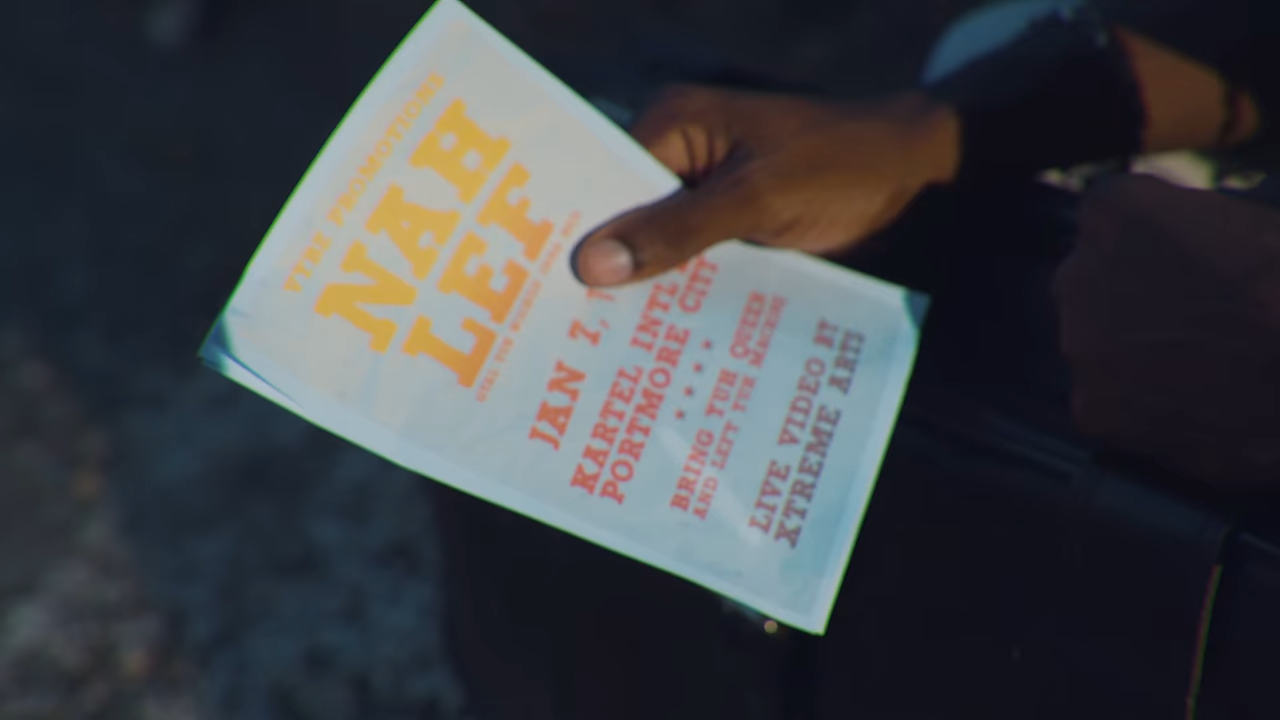 VYBE PROMOTIONS
NAH
LEF
JAN 7,
KARTEL INTL
PORTMORE CITY
★ ★ ★ ★
BRING YUH QUEEN
AND LEFT YUH MACHINE
LIVE VIDEO BY
XTREME ARTS